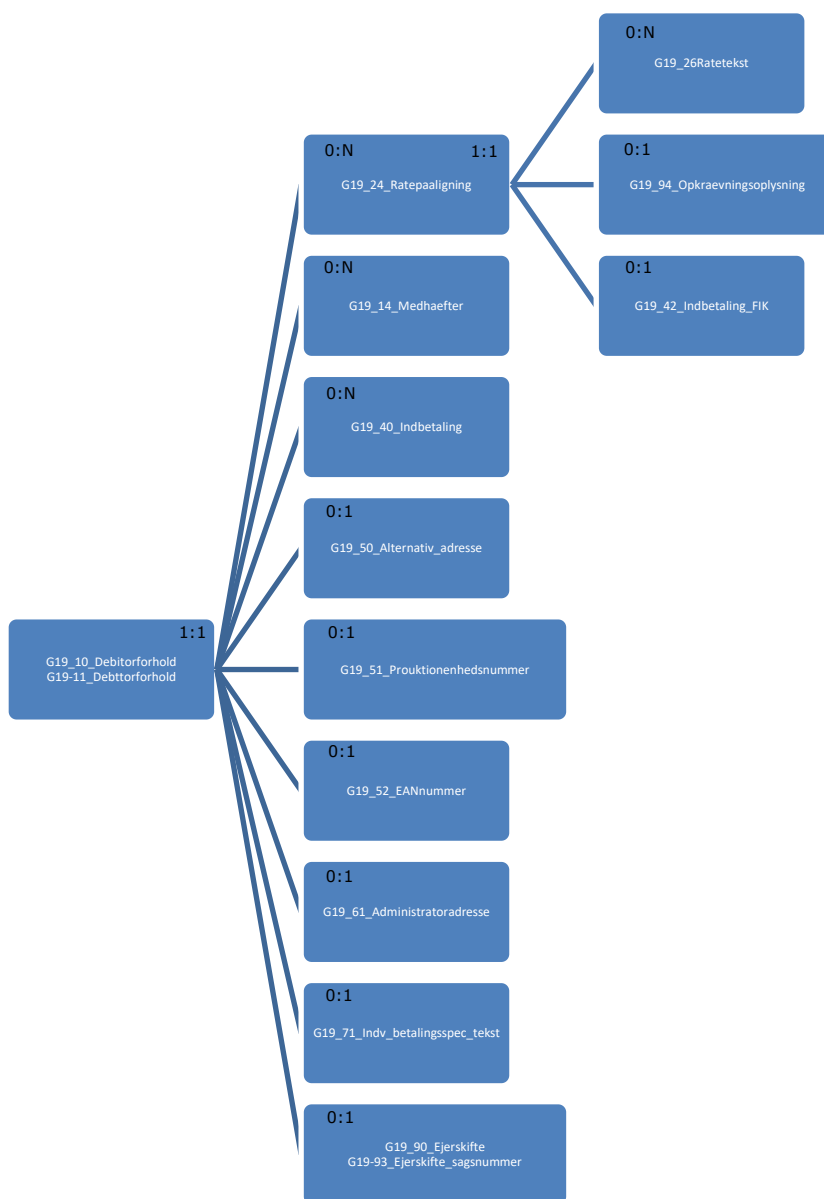 0:N
G19_26Ratetekst
0:N 1:1
G19_24_Ratepaaligning
0:1
G19_94_Opkraevningsoplysning
0:N
G19_14_Medhaefter
0:1
G19_42_Indbetaling_FIK
0:N
G19_40_Indbetaling
0:1
G19_50_Alternativ_adresse
1:1
G19_10_Debitorforhold
G19-11_Debttorforhold
0:1
G19_51_Prouktionenhedsnummer
0:1
G19_52_EANnummer
0:1
G19_61_Administratoradresse
0:1
G19_71_Indv_betalingsspec_tekst
0:1
G19_90_Ejerskifte
G19-93_Ejerskifte_sagsnummer